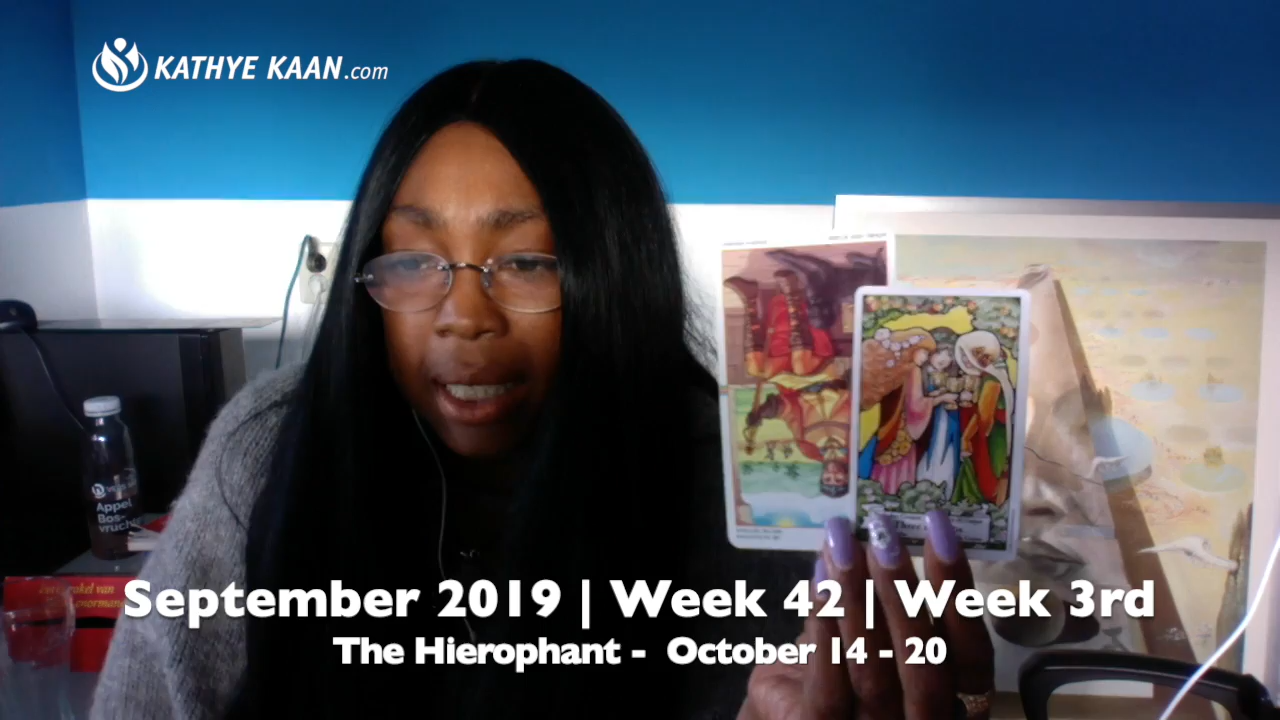 KATHYE KAAN.com
Appel
Bos-
vrucht
September 2019 | Week 42 | Week 3rd
The Hierophant - October 14 - 20